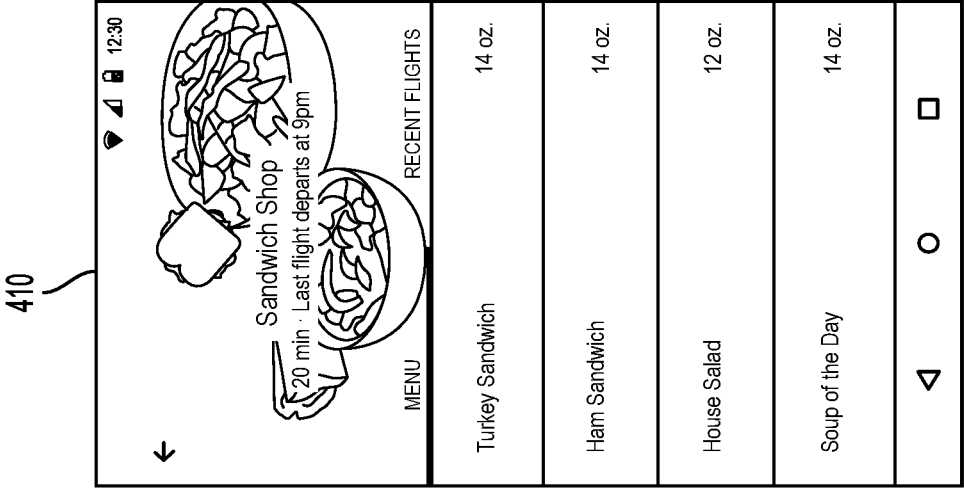 410
12:30
Sandwich Shop
20 min · Last flight departs at 9pm
MENU RECENT FLIGHTS
Turkey Sandwich 14 oz.
Ham Sandwich 14 oz.
House Salad 12 oz.
Soup of the Day 14 oz.